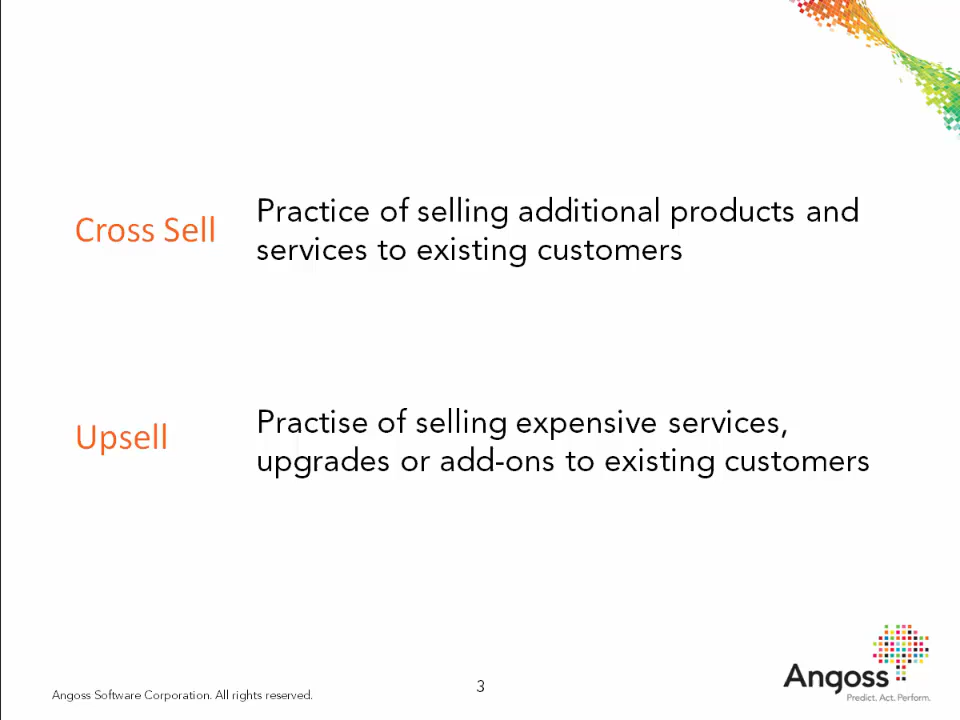 Cross Sell
Practice of selling additional products and
services to existing customers
Upsell
Practise of selling expensive services,
upgrades or add-ons to existing customers
Angoss Software Corporation. All rights reserved.
3
Angoss
Predict. Act. Perform.